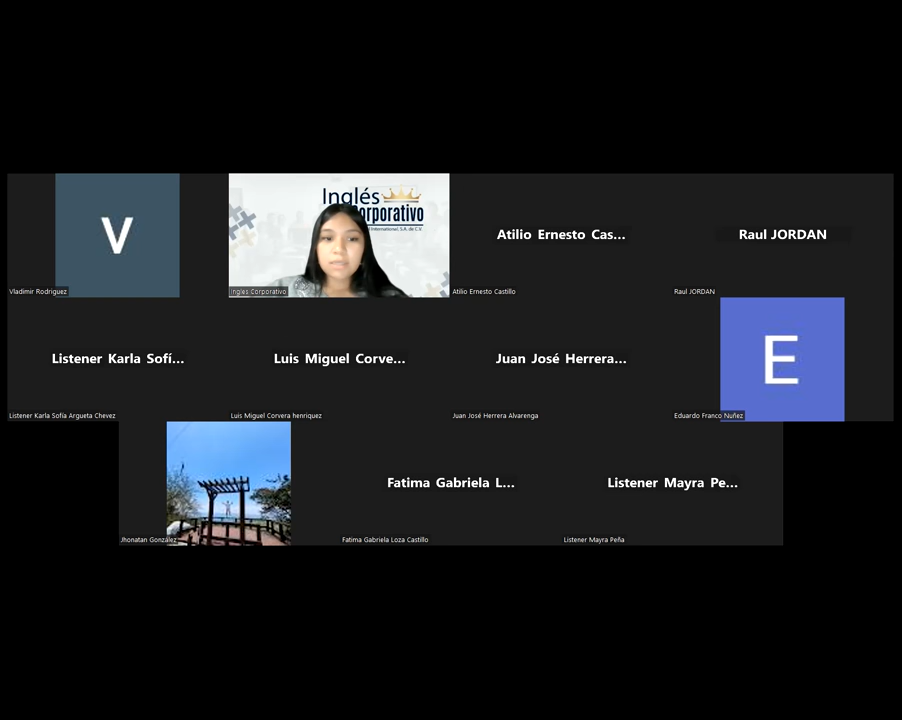 V
Vladimir Rodriguez
Inglés
Corporativo
International, S.A. de C.V.
Ingles Corporativo
Atilio Ernesto Cas...
Atilio Ernesto Castillo
Raul JORDAN
Raul JORDAN
Listener Karla Sofí...
Listener Karla Sofía Argueta Chevez
Luis Miguel Corve...
Luis Miguel Corvera henriquez
Juan José Herrera...
Juan José Herrera Alvarenga
E
Eduardo Franco Nuñez
Jhonatan González
Fatima Gabriela L...
Fatima Gabriela Loza Castillo
Listener Mayra Pe...
Listener Mayra Peña